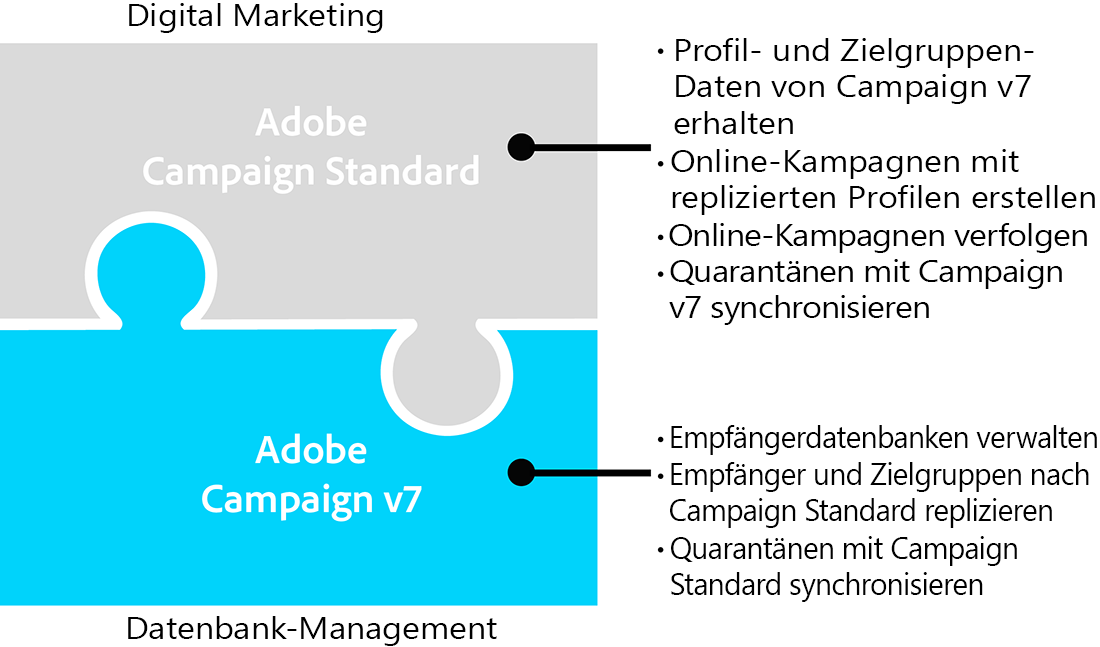 Digital Marketing
Adobe
Campaign Standard
• Profil- und Zielgruppen-
Daten von Campaign v7
erhalten
• Online-Kampagnen mit
replizierten Profilen erstellen
• Online-Kampagnen verfolgen
• Quarantänen mit Campaign
v7 synchronisieren
Adobe
Campaign v7
• Empfängerdatenbanken verwalten
• Empfänger und Zielgruppen nach
Campaign Standard replizieren
• Quarantänen mit Campaign
Standard synchronisieren
Datenbank-Management